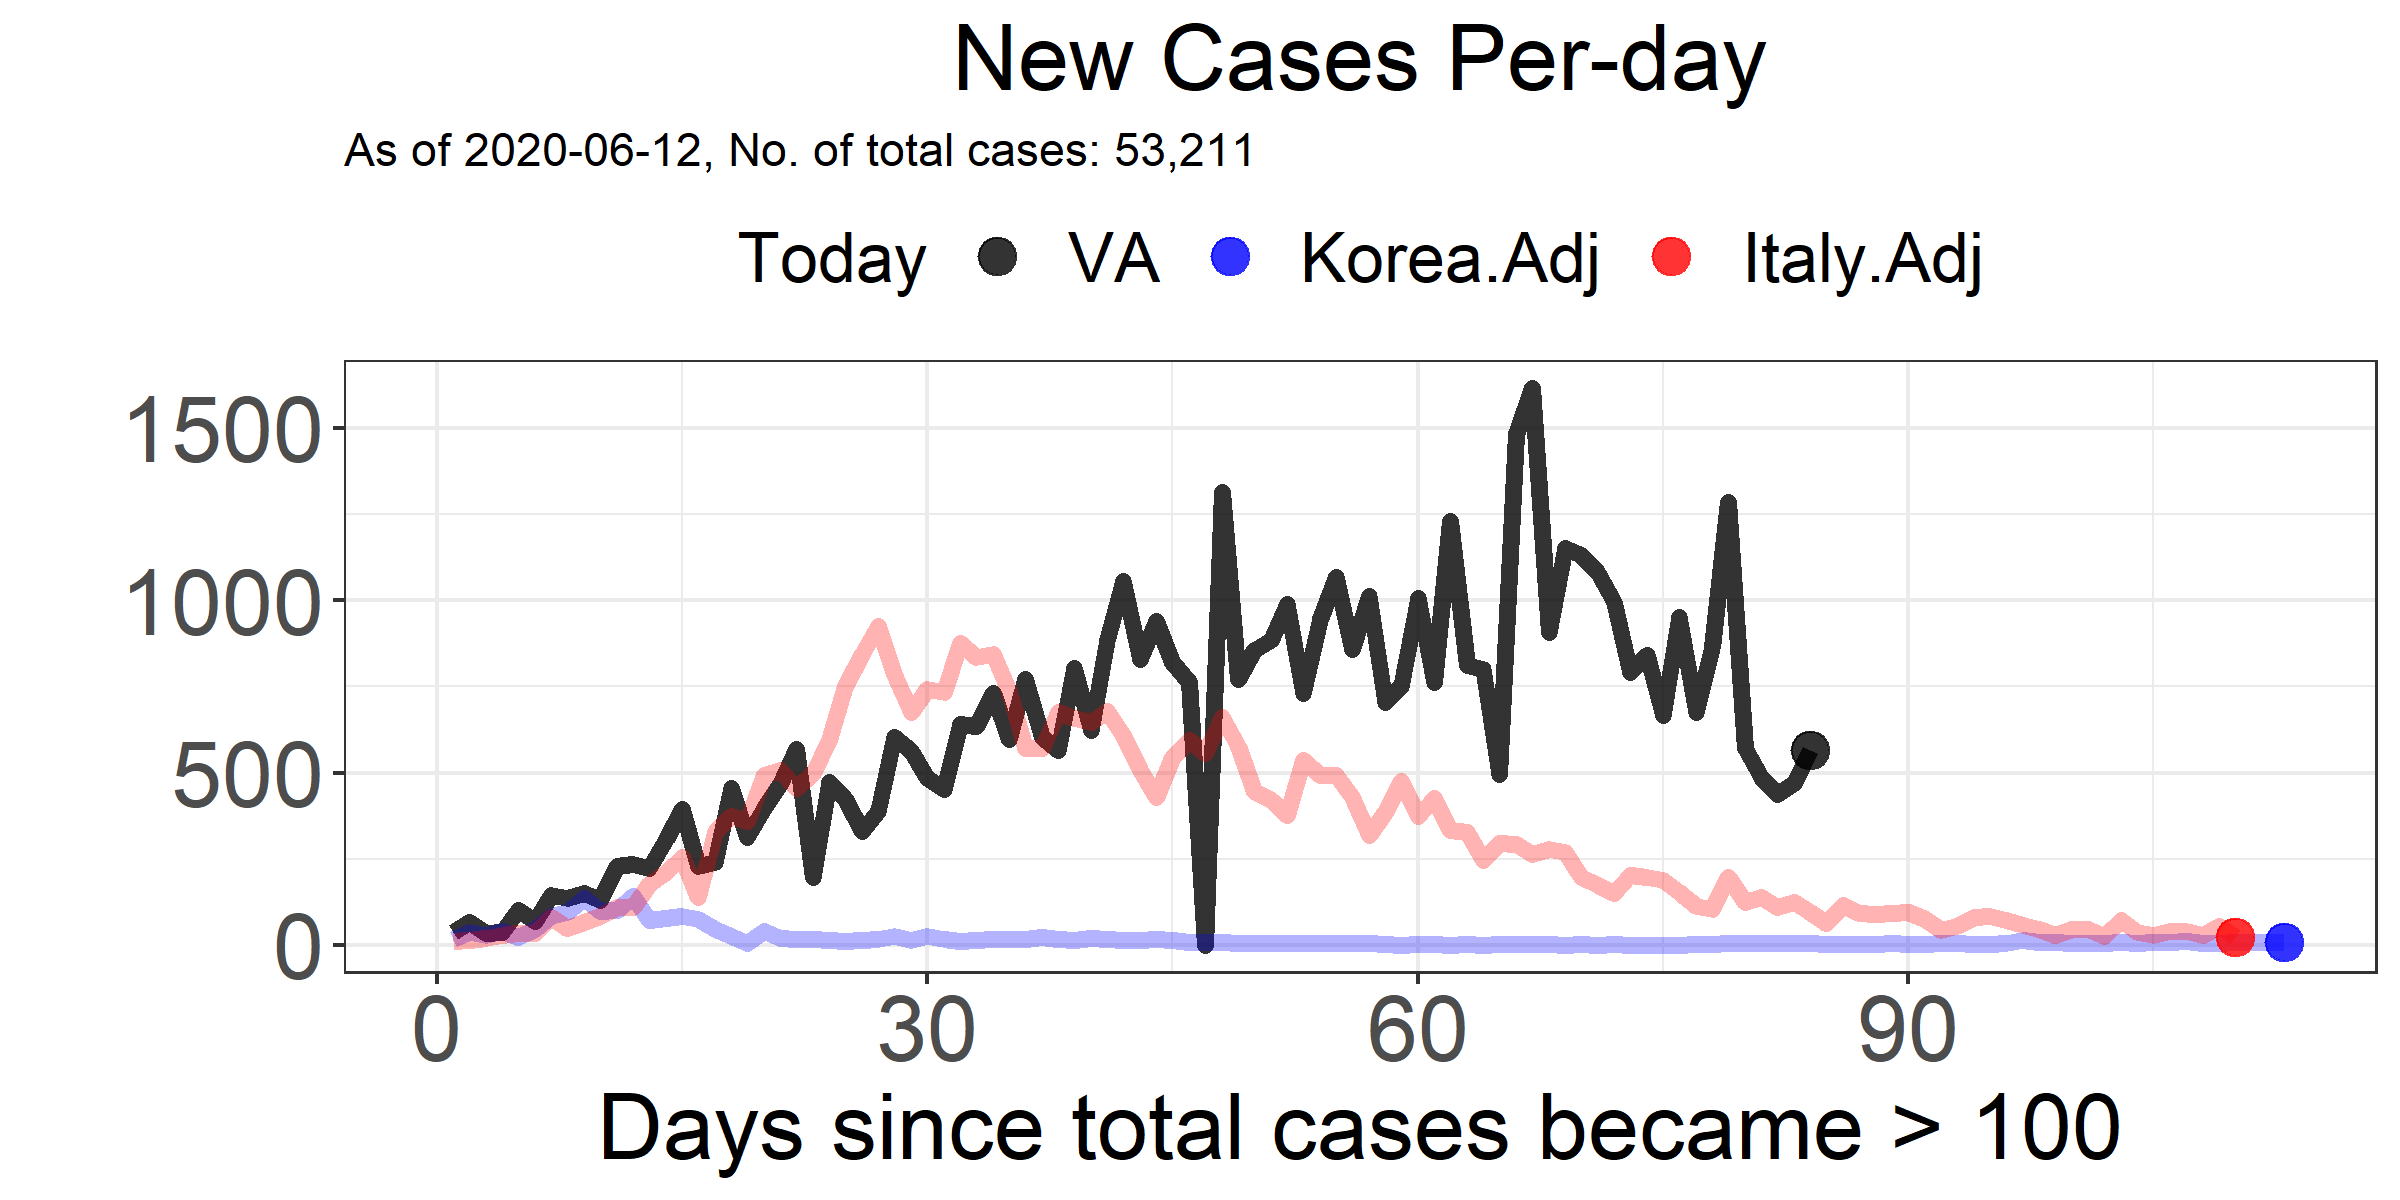 New Cases Per-day
As of 2020-06-12, No. of total cases: 53,211
Today VA Korea.Adj Italy.Adj
1500
1000
500
0
0 30 60 90
Days since total cases became > 100